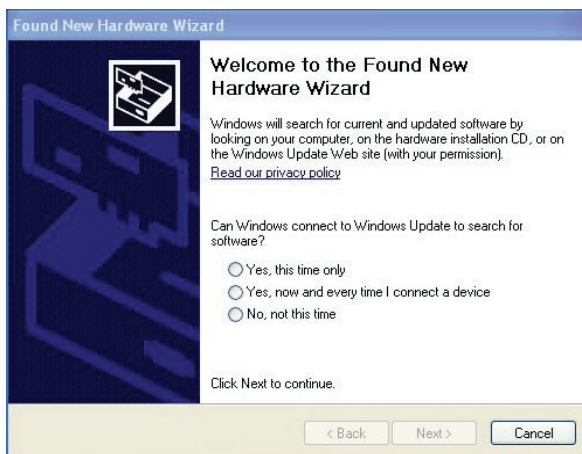 Found New Hardware Wizard
Welcome to the Found New
Hardware Wizard
Windows will search for current and updated software by
looking on your computer, on the hardware installation CD, or on
the Windows Update Web site (with your permission).
Read our privacy policy
Can Windows connect to Windows Update to search for
software?
Yes, this time only
Yes, now and every time I connect a device
No, not this time
Click Next to continue.
< Back Next > Cancel